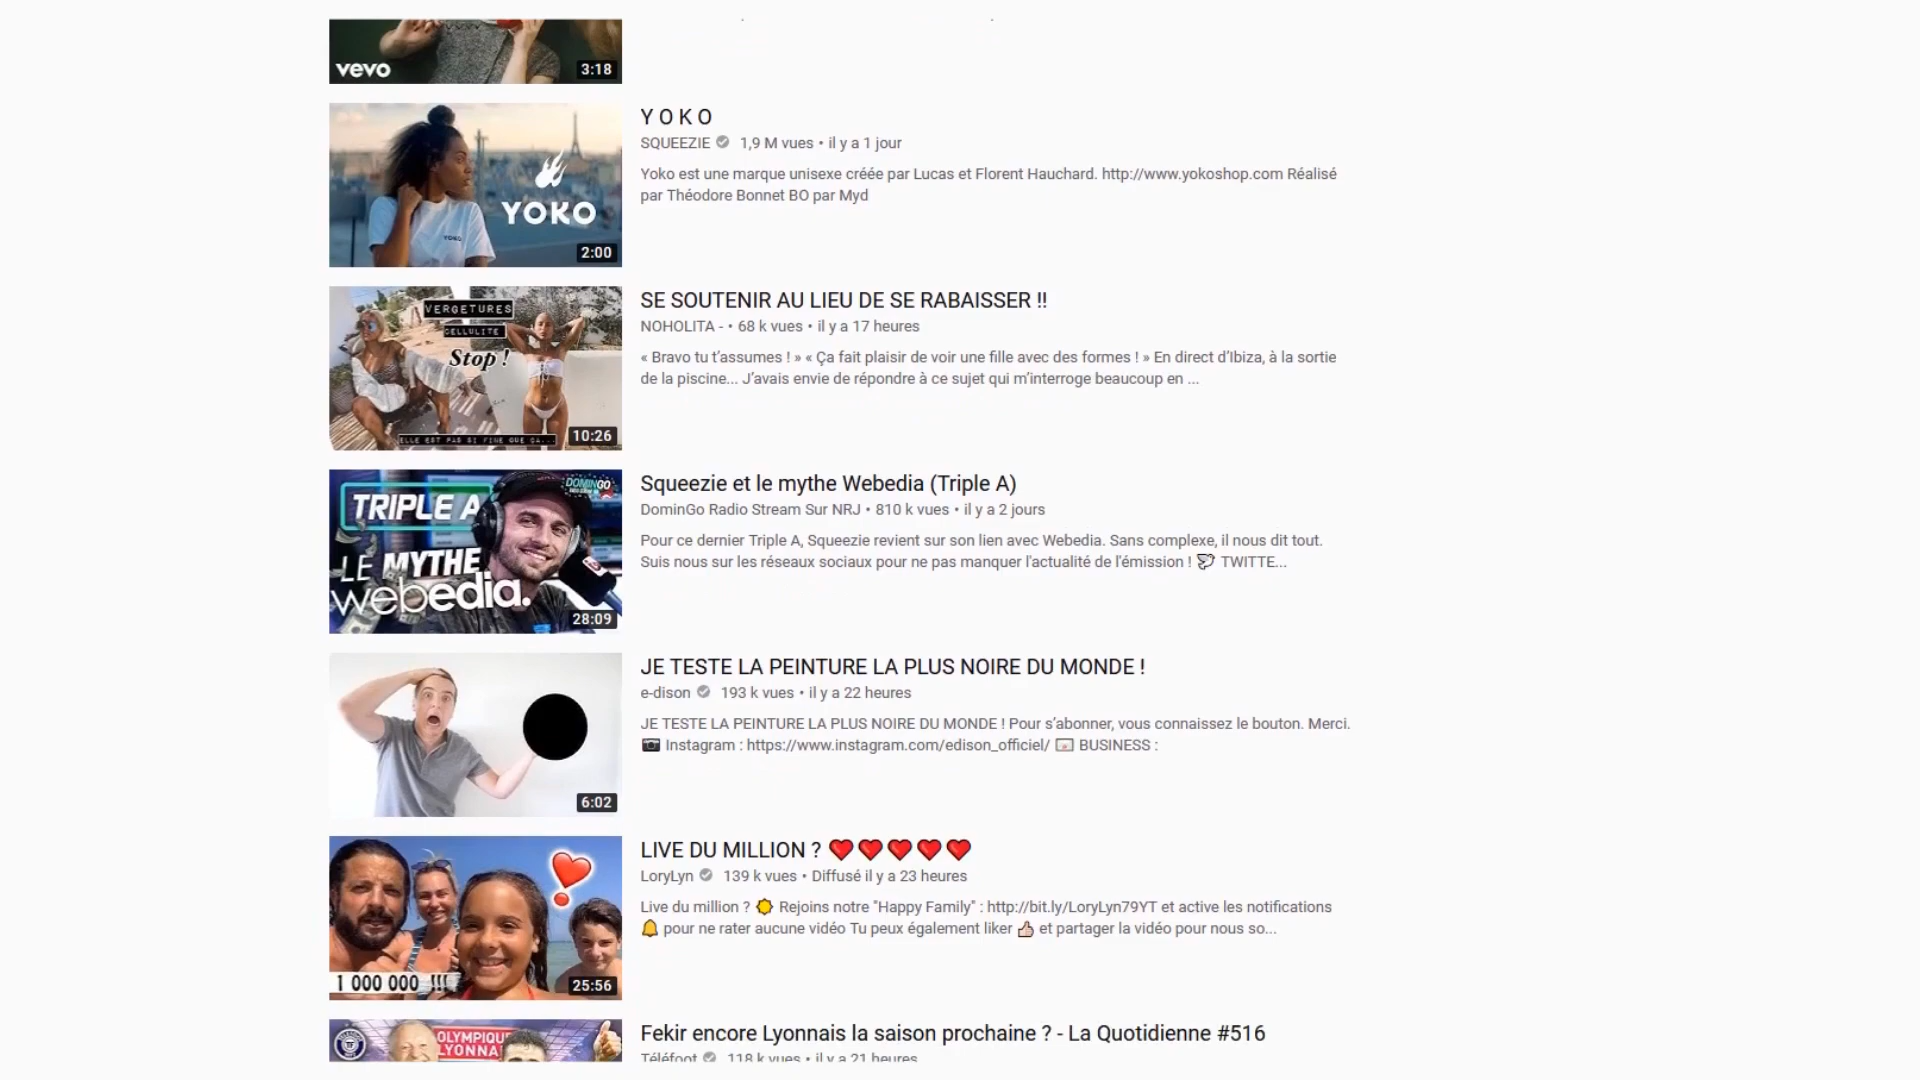 vevo
3:18
YOKO
2:00
Y O K O
SQUEEZIE 1,9 M vues • il y a 1 jour
Yoko est une marque unisexe créée par Lucas et Florent Hauchard. http://www.yokoshop.com Réalisé
par Théodore Bonnet BO par Myd
VERGETURES
CELLULITE
Stop !
ELLE EST PAS SI FINE QUE ÇA...
10:26
SE SOUTENIR AU LIEU DE SE RABAISSER !!
NOHOLITA - • 68 k vues • il y a 17 heures
« Bravo tu t’assumes ! » « Ça fait plaisir de voir une fille avec des formes ! » En direct d’Ibiza, à la sortie
de la piscine... J’avais envie de répondre à ce sujet qui m’interroge beaucoup en ...
DOMINGO
TRIPLE A
LE MYTHE
webedia.
28:09
Squeezie et le mythe Webedia (Triple A)
DominGo Radio Stream Sur NRJ • 810 k vues • il y a 2 jours
Pour ce dernier Triple A, Squeezie revient sur son lien avec Webedia. Sans complexe, il nous dit tout.
Suis nous sur les réseaux sociaux pour ne pas manquer l'actualité de l'émission ! 🕊 TWITTE...
6:02
JE TESTE LA PEINTURE LA PLUS NOIRE DU MONDE !
e-dison 193 k vues • il y a 22 heures
JE TESTE LA PEINTURE LA PLUS NOIRE DU MONDE ! Pour s’abonner, vous connaissez le bouton. Merci.
📷 Instagram : https://www.instagram.com/edison_officiel/ 💌 BUSINESS :
1 000 000 !!!
25:56
LIVE DU MILLION ? ❤️❤️❤️❤️❤️
LoryLyn 139 k vues • Diffusé il y a 23 heures
Live du million ? ☀️ Rejoins notre "Happy Family" : http://bit.ly/LoryLyn79YT et active les notifications
🔔 pour ne rater aucune vidéo Tu peux également liker 👍 et partager la vidéo pour nous so...
Fekir encore Lyonnais la saison prochaine ? - La Quotidienne #516
Téléfoot 118 k vues • il y a 21 heures